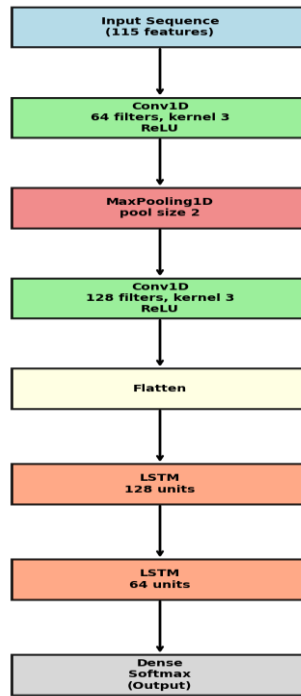 Input Sequence
(115 features)
Conv1D
64 filters, kernel 3
ReLU
MaxPooling1D
pool size 2
Conv1D
128 filters, kernel 3
ReLU
Flatten
LSTM
128 units
LSTM
64 units
Dense
Softmax
(Output)